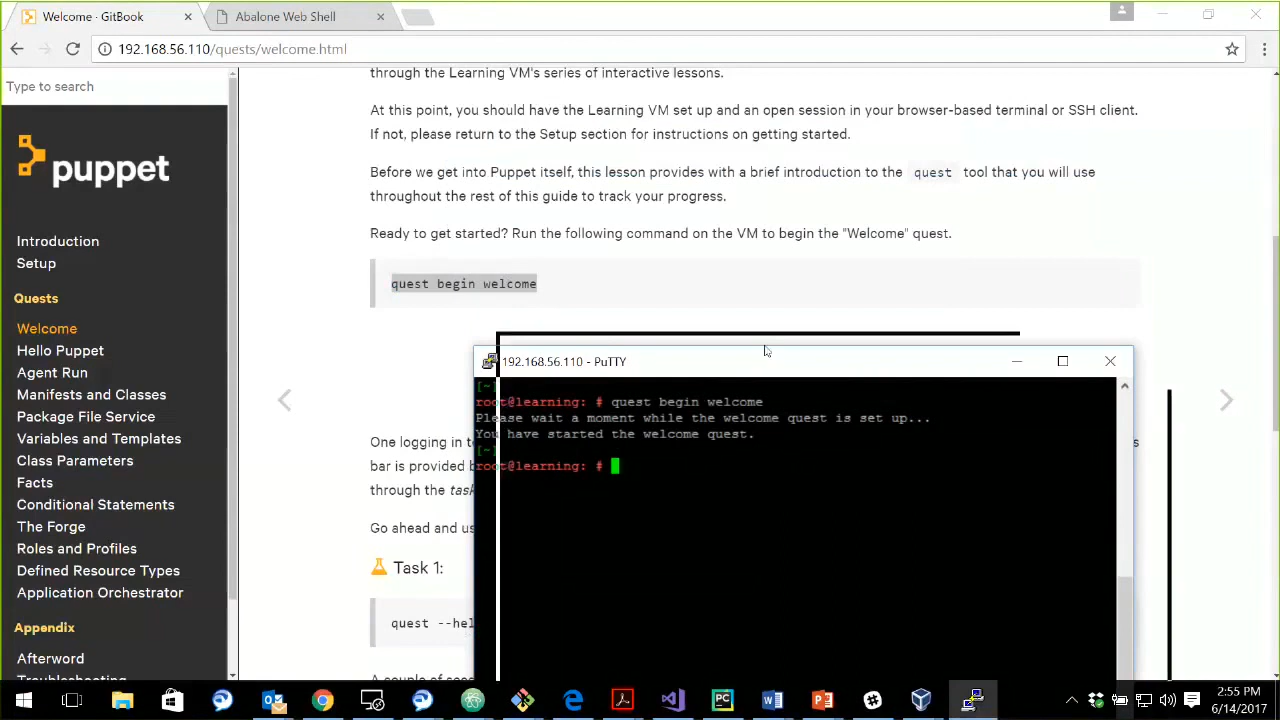 Welcome · GitBook
Abalone Web Shell
192.168.56.110/quests/welcome.html
Type to search
puppet
Introduction
Setup
Quests
Welcome
Hello Puppet
Agent Run
Manifests and Classes
Package File Service
Variables and Templates
Class Parameters
Facts
Conditional Statements
The Forge
Roles and Profiles
Defined Resource Types
Application Orchestrator
Appendix
Afterword
through the Learning VM's series of interactive lessons.
At this point, you should have the Learning VM set up and an open session in your browser-based terminal or SSH client.
If not, please return to the Setup section for instructions on getting started.
Before we get into Puppet itself, this lesson provides with a brief introduction to the quest tool that you will use
throughout the rest of this guide to track your progress.
Ready to get started? Run the following command on the VM to begin the "Welcome" quest.
quest begin welcome
One logging in t
bar is provided
through the task
Go ahead and us
Task 1:
quest --hel
192.168.56.110 - PuTTY
[-]
root@learning: # quest begin welcome
Please wait a moment while the welcome quest is set up...
You have started the welcome quest.
[-]
root@learning: #
2:55 PM
6/14/2017